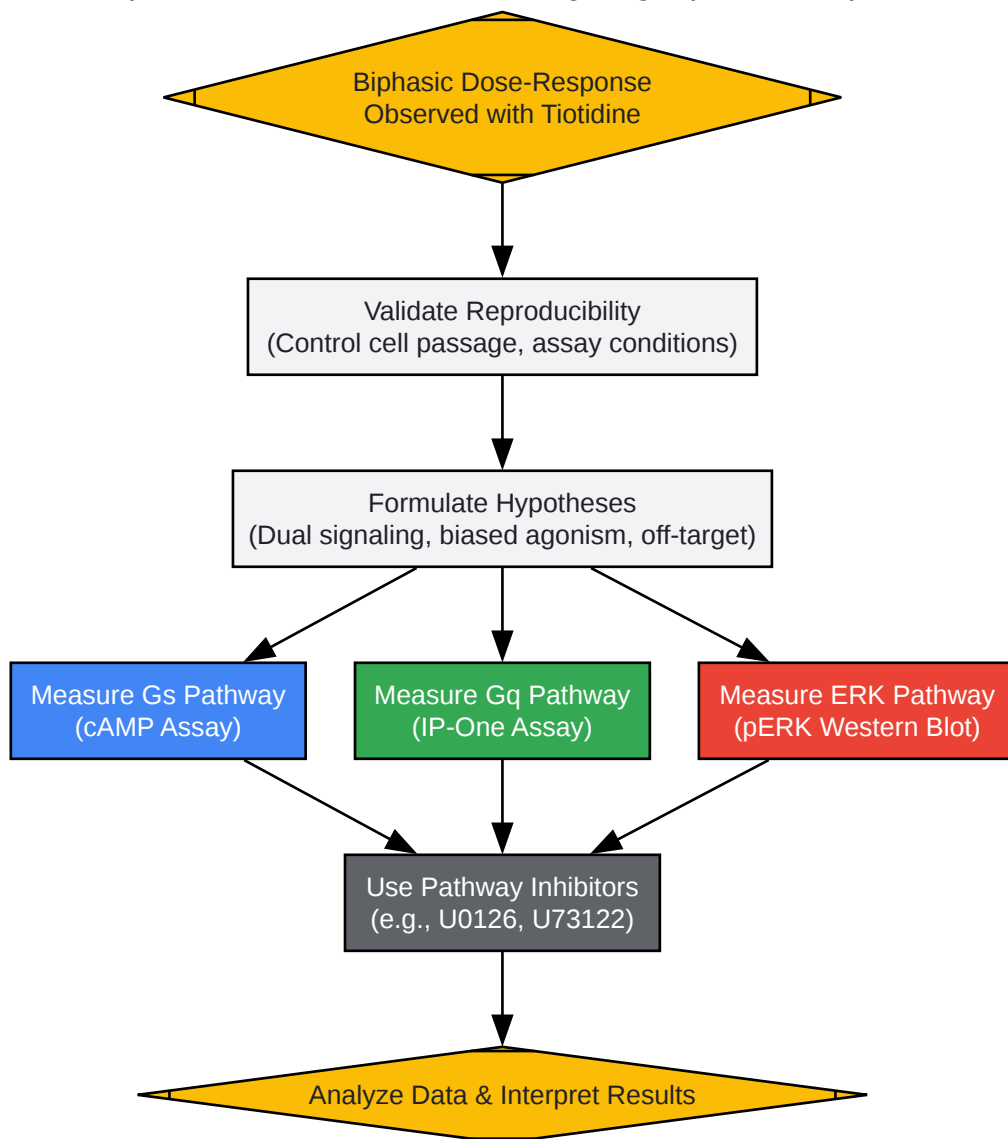 Biphasic Dose-Response
Observed with Tiotidine
Validate Reproducibility
(Control cell passage, assay conditions)
Formulate Hypotheses
(Dual signaling, biased agonism, off-target)
Measure Gs Pathway
(cAMP Assay)
Measure Gq Pathway
(IP-One Assay)
Measure ERK Pathway
(pERK Western Blot)
Use Pathway Inhibitors
(e.g., U0126, U73122)
Analyze Data & Interpret Results